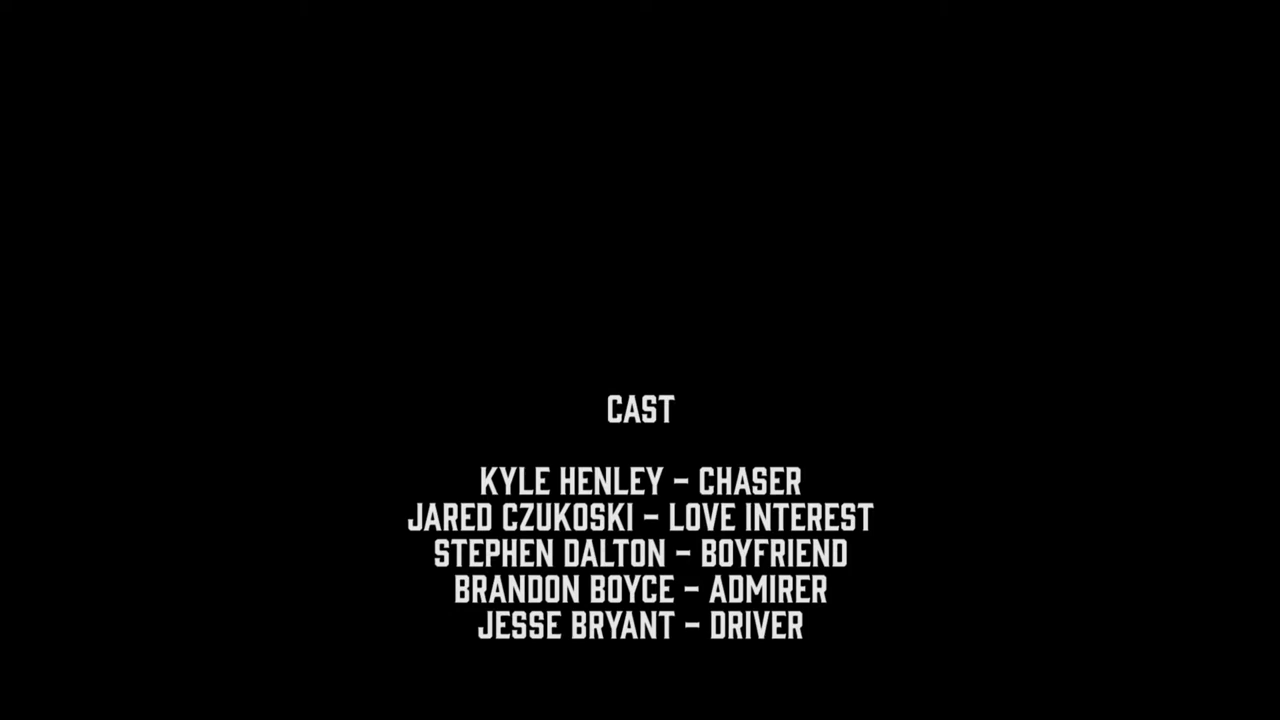 CAST
KYLE HENLEY – CHASER
JARED CZUKOSKI – LOVE INTEREST
STEPHEN DALTON – BOYFRIEND
BRANDON BOYCE – ADMIRER
JESSE BRYANT – DRIVER